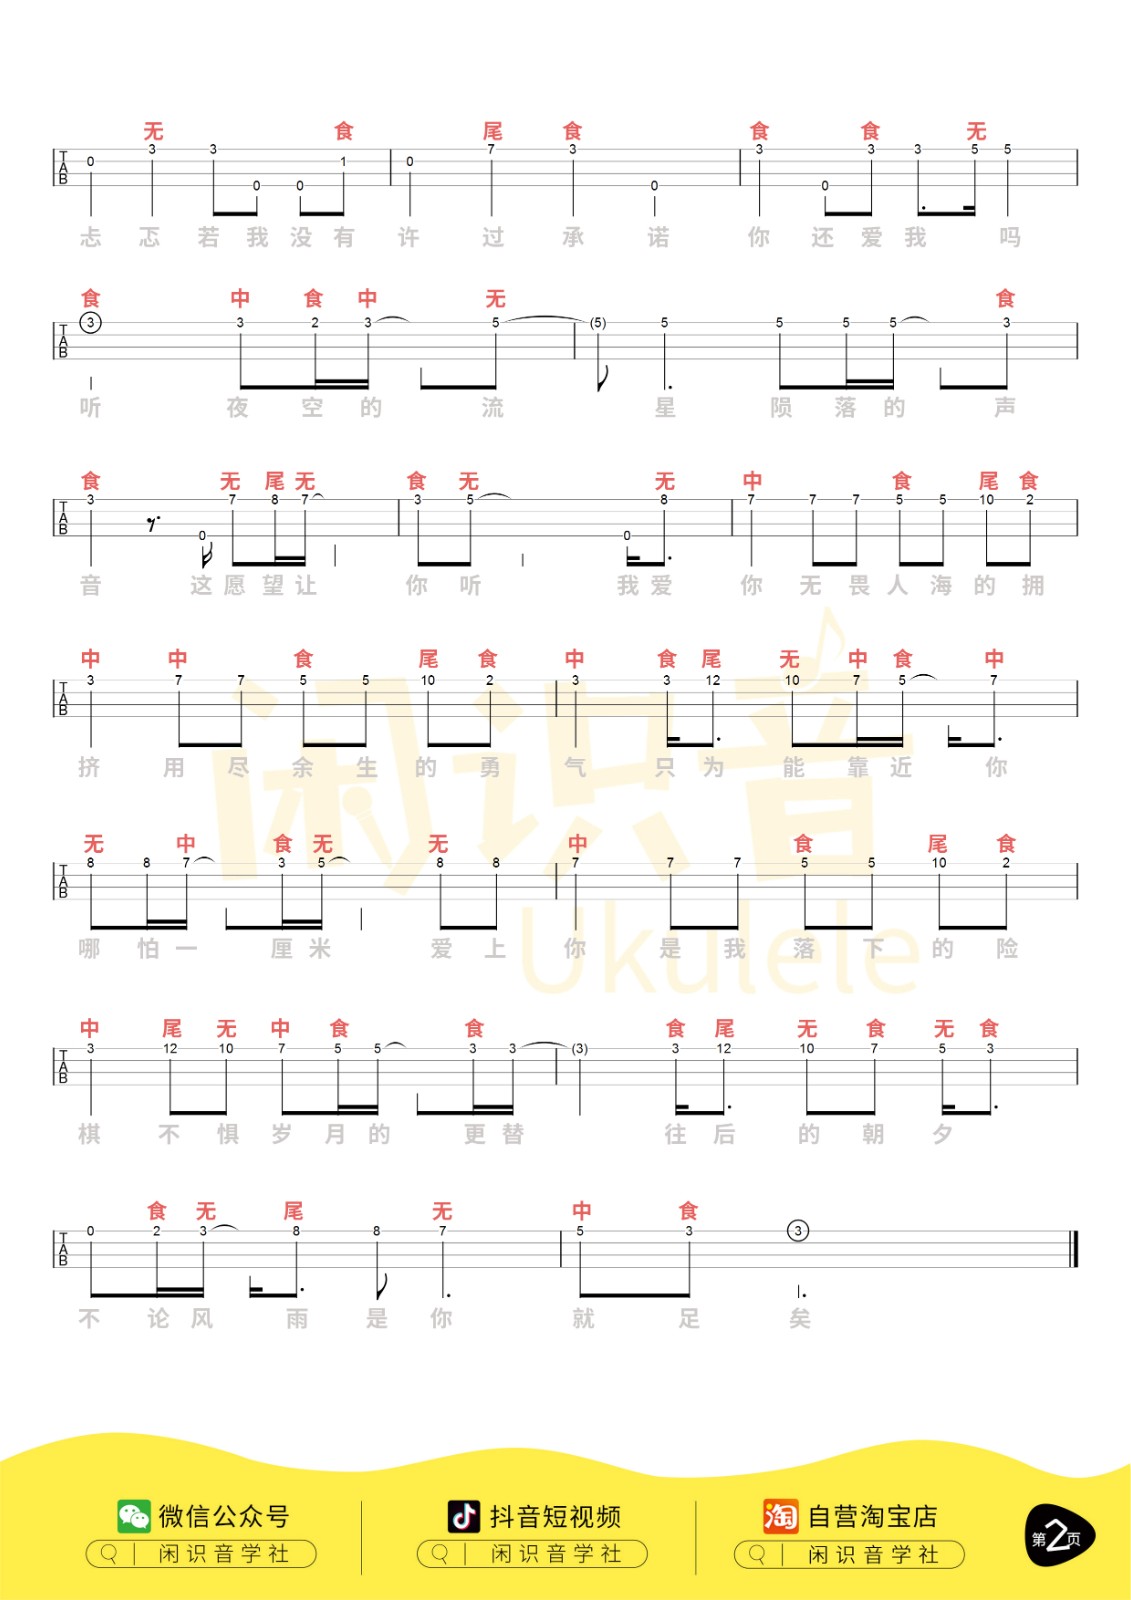 无 食 尾 食 食 食 无
T A B 0 3 3 0 0 1 0 7 3 0 3 0 3 3 5 5
忐 忑 若 我 没 有 许 过 承 诺 你 还 爱 我 吗
食 中 食 中 无 食
T A B 3 3 2 3 5 (5) 5 5 5 5 3
听 夜 空 的 流 星 陨 落 的 声
食 无 尾 无 食 无 无 中 食 尾 食
T A B 3 0 7 8 7 3 5 0 8 7 7 7 5 5 10 2
音 这 愿 望 让 你 听 我 爱 你 无 畏 人 海 的 拥
中 中 食 尾 食 中 食 尾 无 中 食 中
T A B 3 7 7 5 5 10 2 3 3 12 10 7 5 7
挤 用 尽 余 生 的 勇 气 只 为 能 靠 近 你
无 中 食 无 无 中 食 尾 食
T A B 8 8 7 3 5 8 8 7 7 7 5 5 10 2
哪 怕 一 厘 米 爱 上 你 是 我 落 下 的 险
中 尾 无 中 食 食 食 尾 无 食 无 食
T A B 3 12 10 7 5 5 3 3 (3) 3 12 10 7 5 3
棋 不 惧 岁 月 的 更 替 往 后 的 朝 夕
食 无 尾 无 中 食
T A B 0 2 3 8 8 7 5 3 3
不 论 风 雨 是 你 就 足 矣
闲识音
Ukulele
微信公众号 抖音短视频 淘 自营淘宝店
闲识音学社 闲识音学社 闲识音学社
第2页